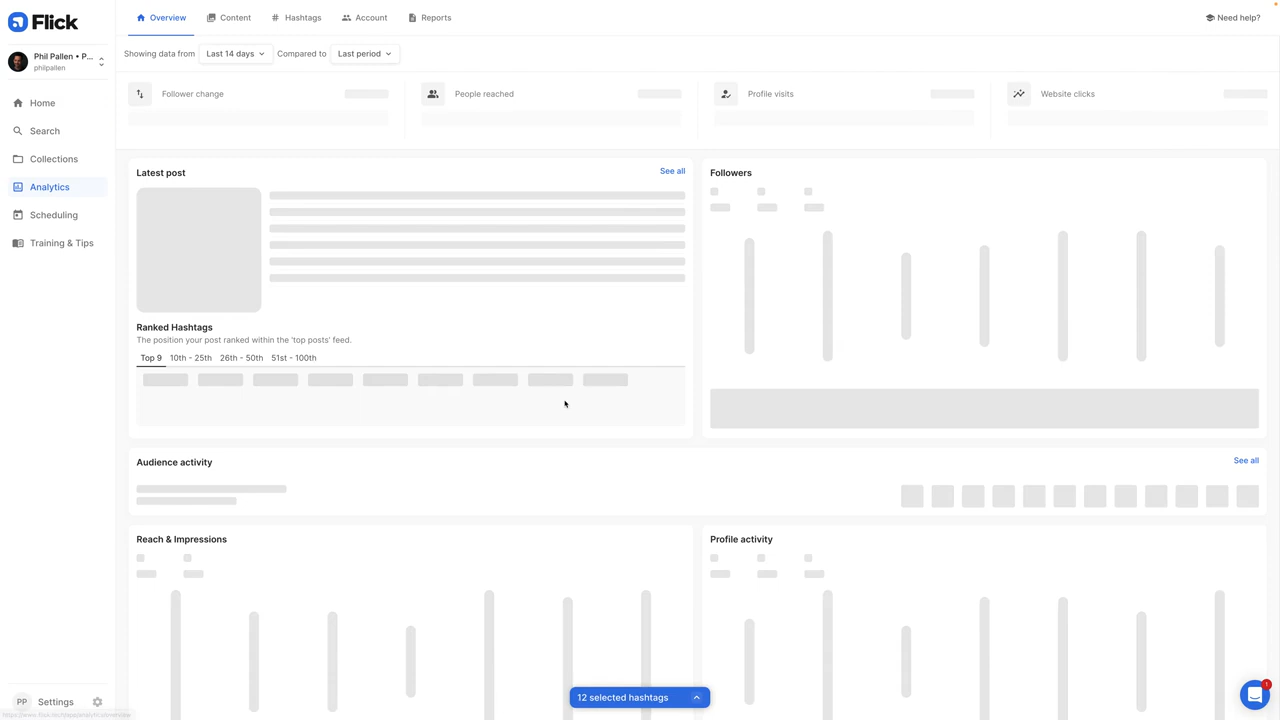 Flick
Overview
Content
Hashtags
Account
Reports
Need help?
Phil Pallen • P...
philpallen
Showing data from
Last 14 days
Compared to
Last period
Home
Search
Collections
Analytics
Scheduling
Training & Tips
Follower change
People reached
Profile visits
Website clicks
Latest post
See all
Followers
Ranked Hashtags
The position your post ranked within the 'top posts' feed.
Top 9
10th - 25th
26th - 50th
51st - 100th
Audience activity
See all
Reach & Impressions
Profile activity
12 selected hashtags
1
PP
Settings